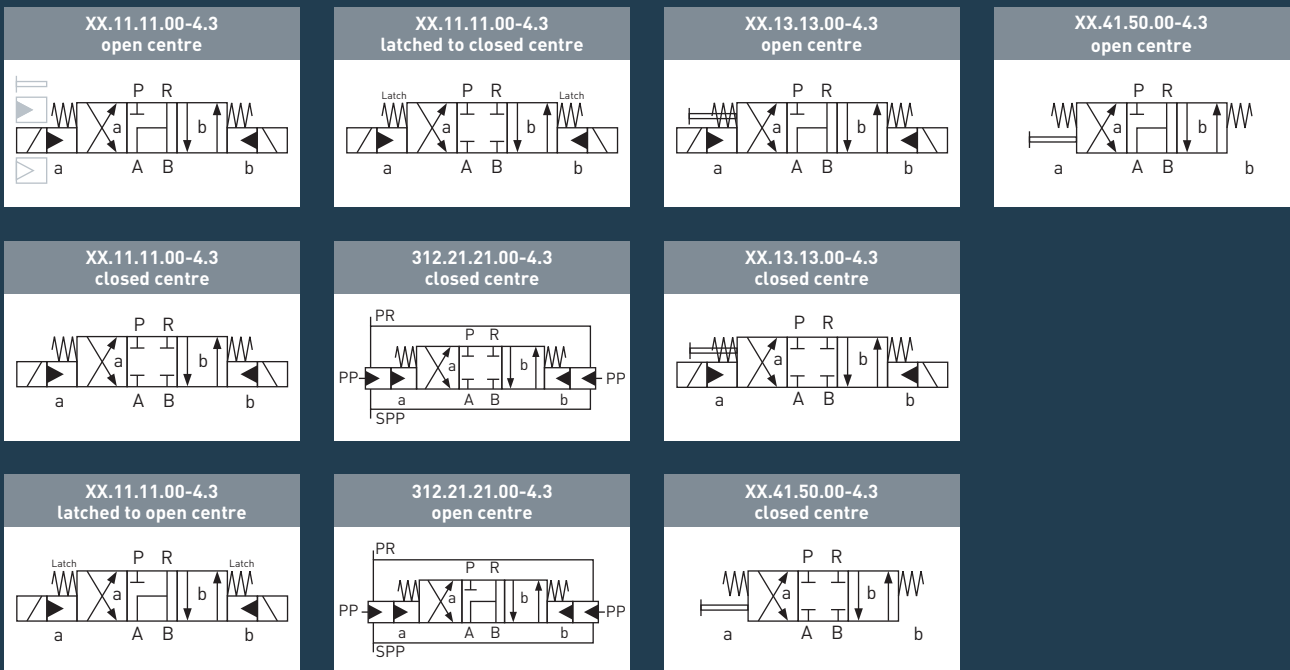 XX.11.11.00-4.3
open centre
P R
a b
a A B b
XX.11.11.00-4.3
latched to closed centre
Latch P R Latch
a b
a A B b
XX.13.13.00-4.3
open centre
P R
a b
a A B b
XX.41.50.00-4.3
open centre
P R
a b
a A B b
XX.11.11.00-4.3
closed centre
P R
a b
a A B b
312.21.21.00-4.3
closed centre
PR
P R
a b
PP PP
a A B b
SPP
XX.13.13.00-4.3
closed centre
P R
a b
a A B b
XX.11.11.00-4.3
latched to open centre
P R
Latch Latch
a b
a A B b
312.21.21.00-4.3
open centre
PR
P R
a b
PP PP
a A B b
SPP
XX.41.50.00-4.3
closed centre
P R
a b
a A B b